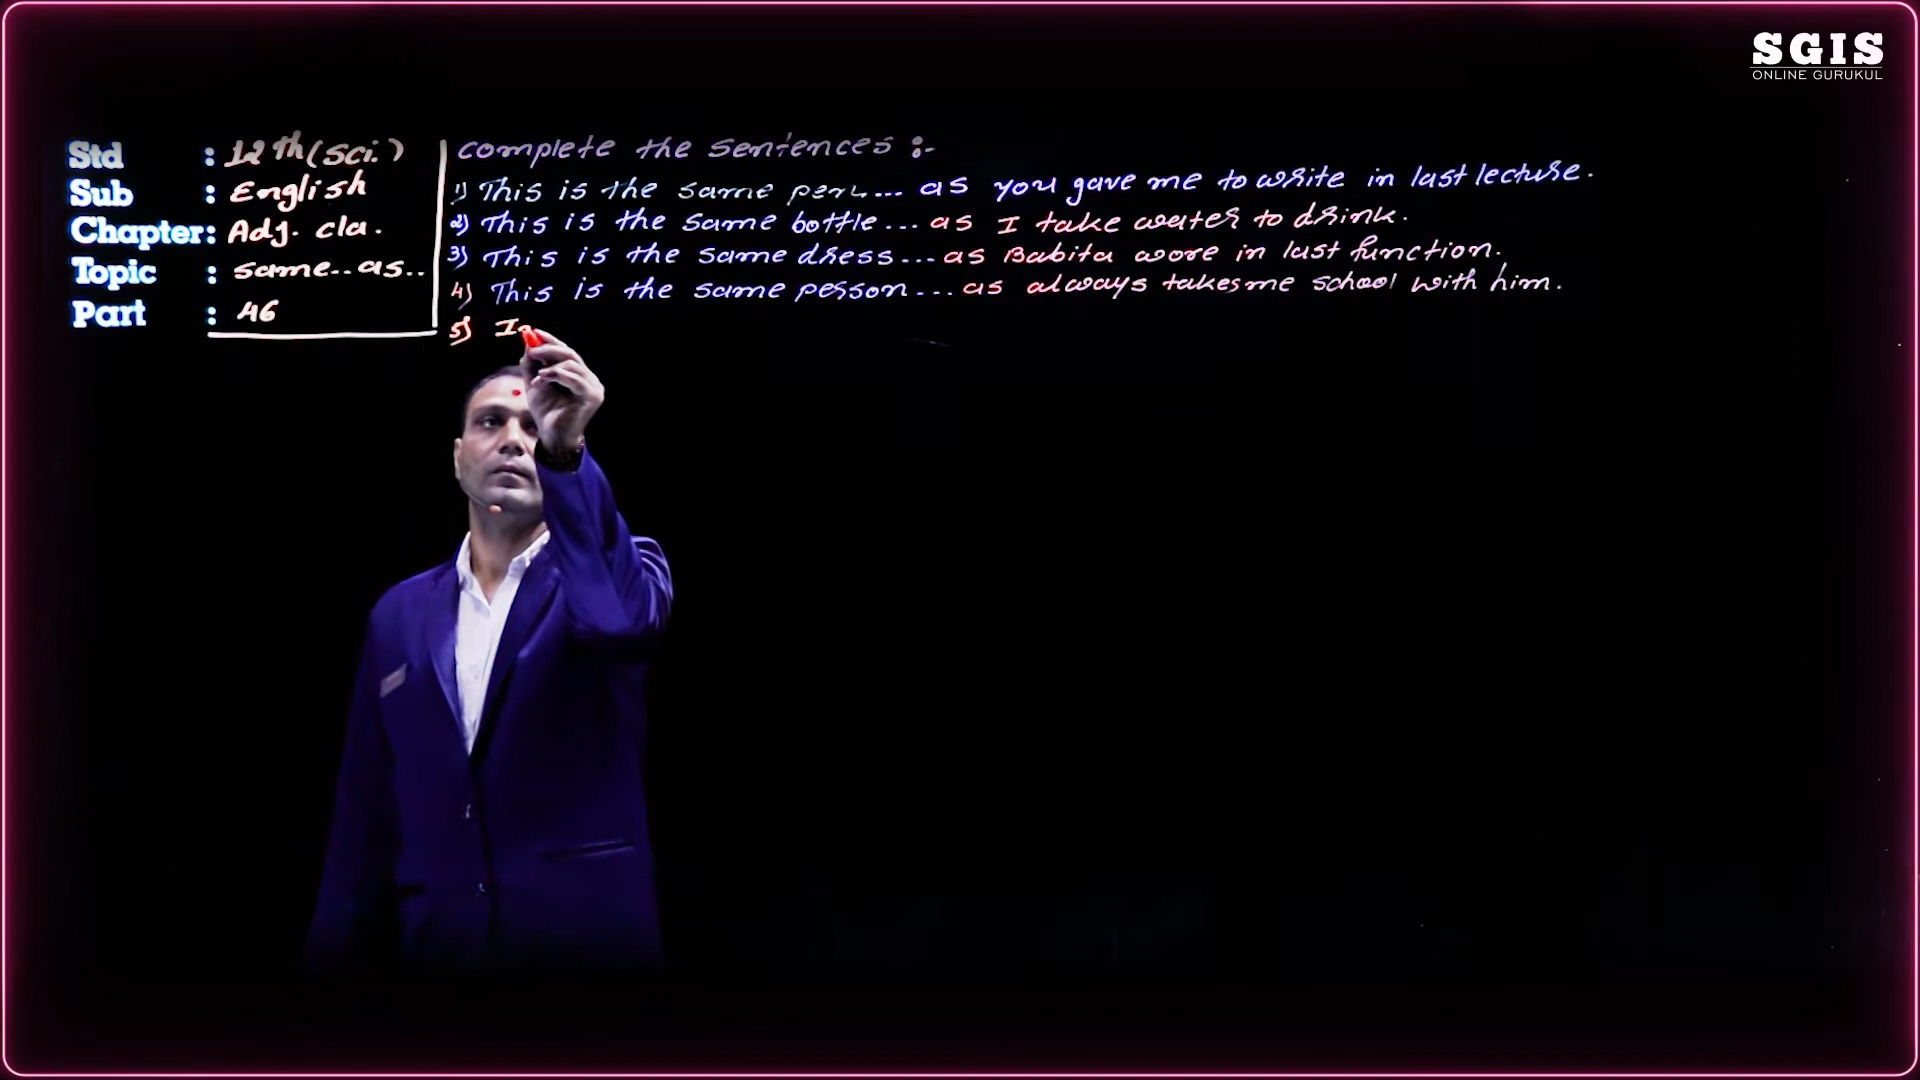 SGIS
ONLINE GURUKUL
Std : 12th (sci.)
Sub : English
Chapter : Adj. cla.
Topic : same..as..
Part : 46
complete the sentences :-
1) This is the same pen... as you gave me to write in last lecture.
2) This is the same bottle... as I take water to drink.
3) This is the same dress... as Babita wore in last function.
4) This is the same person... as always takes me school with him.
5) I